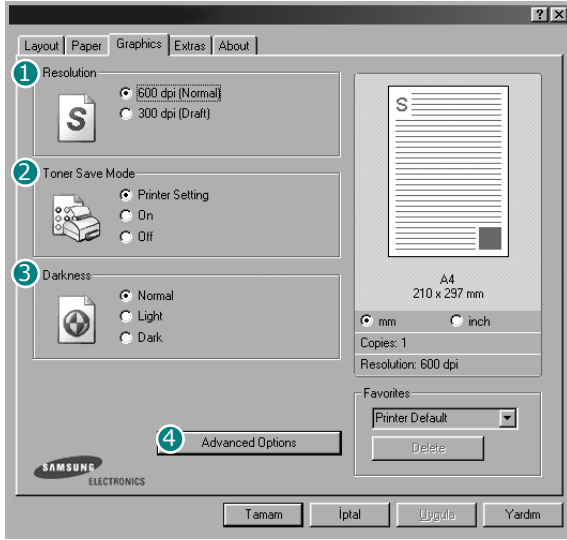 Layout Paper Graphics Extras About
1 Resolution
600 dpi (Normal)
300 dpi (Draft)
S
2 Toner Save Mode
Printer Setting
On
Off
3 Darkness
Normal
Light
Dark
4 Advanced Options
SAMSUNG
ELECTRONICS
S
A4
210 x 297 mm
mm inch
Copies: 1
Resolution: 600 dpi
Favorites
Printer Default
Delete
Tamam İptal Uygula Yardım